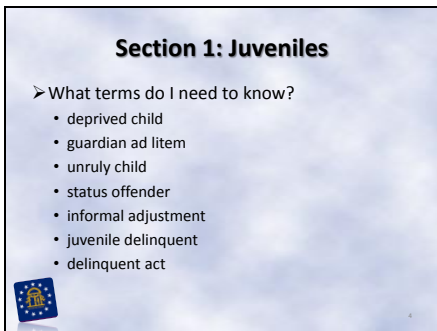 Section 1: Juveniles
➢What terms do I need to know?
• deprived child
• guardian ad litem
• unruly child
• status offender
• informal adjustment
• juvenile delinquent
• delinquent act
4